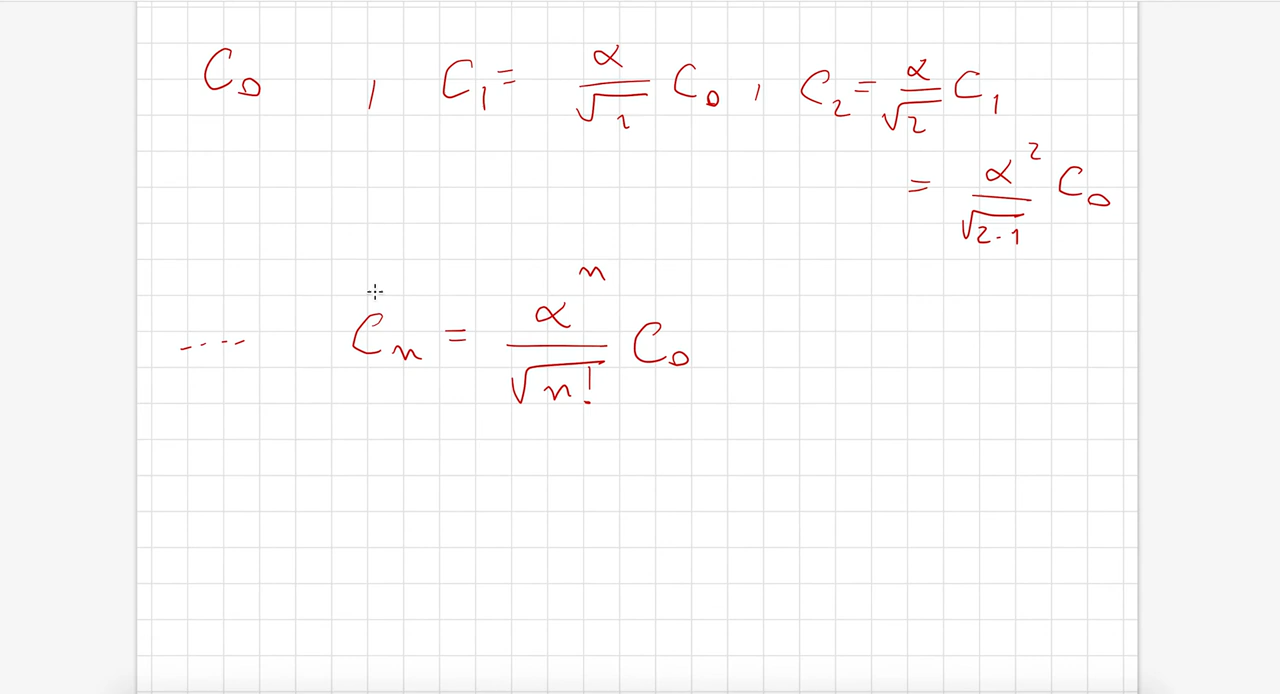 C₀ , C₁ = α/√1 C₀ , C₂ = α/√2 C₁
= α²/√(2·1) C₀
.... Cₙ = αⁿ/√(n!) C₀